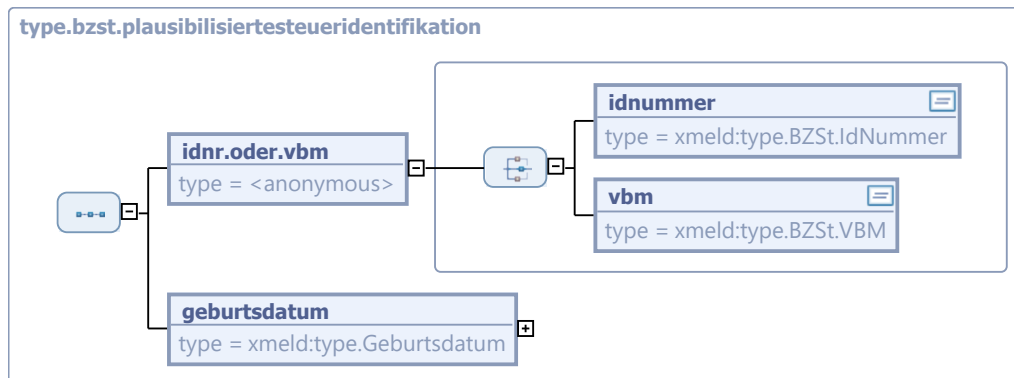 type.bzst.plausibilisiertesteueridentifikation
idnummer
type = xmeld:type.BZSt.IdNummer
idnr.oder.vbm
type = <anonymous>
vbm
type = xmeld:type.BZSt.VBM
geburtsdatum
type = xmeld:type.Geburtsdatum